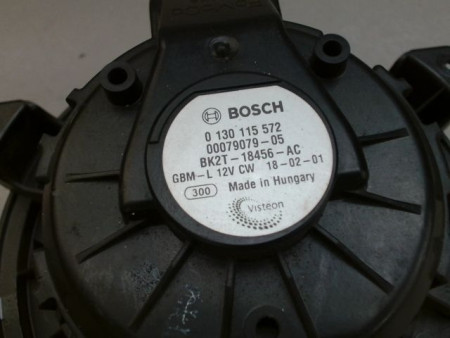 BOSCH
0 130 115 572
00079079-05
BK2T-18456-AC
GBM-L 12V CW 18-02-01
300 Made in Hungary
Visteon